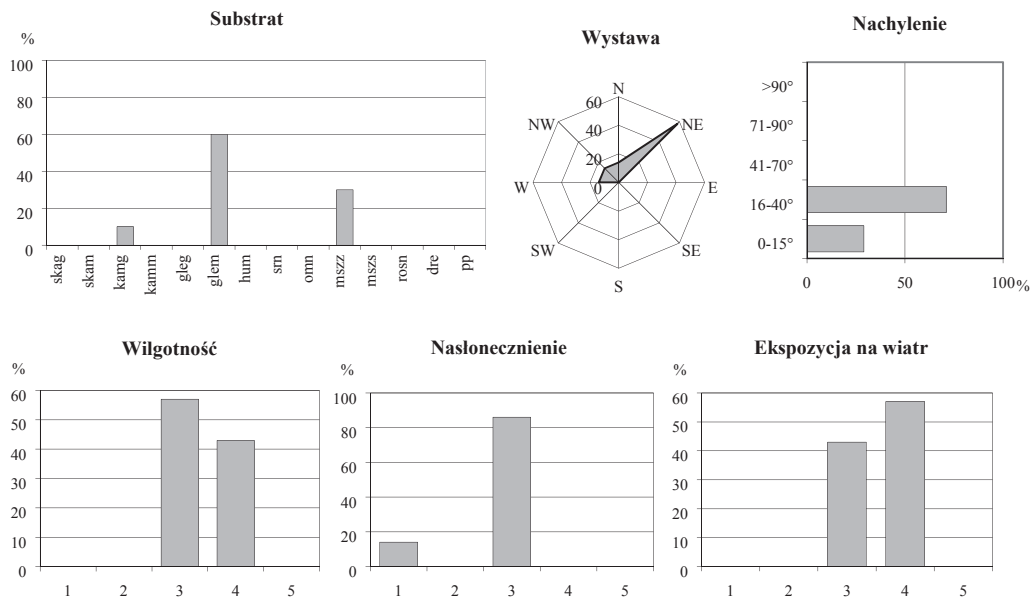 Substrat
%
100
80
60
40
20
0
skag
skam
kamg
kamm
gleg
glem
hum
srn
omn
mszz
mszs
rosn
dre
pp
Wystawa
N
NE
E
SE
S
SW
W
NW
60
40
20
0
Nachylenie
>90°
71-90°
41-70°
16-40°
0-15°
0 50 100%
Wilgotność
%
60
50
40
30
20
10
0
1 2 3 4 5
Nasłonecznienie
%
100
80
60
40
20
0
1 2 3 4 5
Ekspozycja na wiatr
%
60
50
40
30
20
10
0
1 2 3 4 5